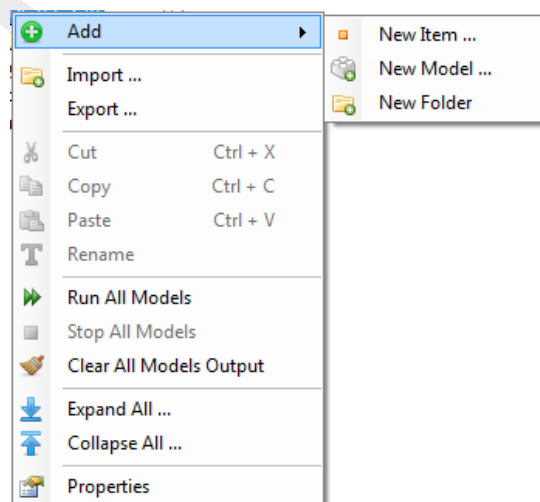 Add
New Item ...
New Model ...
New Folder
Import ...
Export ...
Cut Ctrl + X
Copy Ctrl + C
Paste Ctrl + V
Rename
Run All Models
Stop All Models
Clear All Models Output
Expand All ...
Collapse All ...
Properties